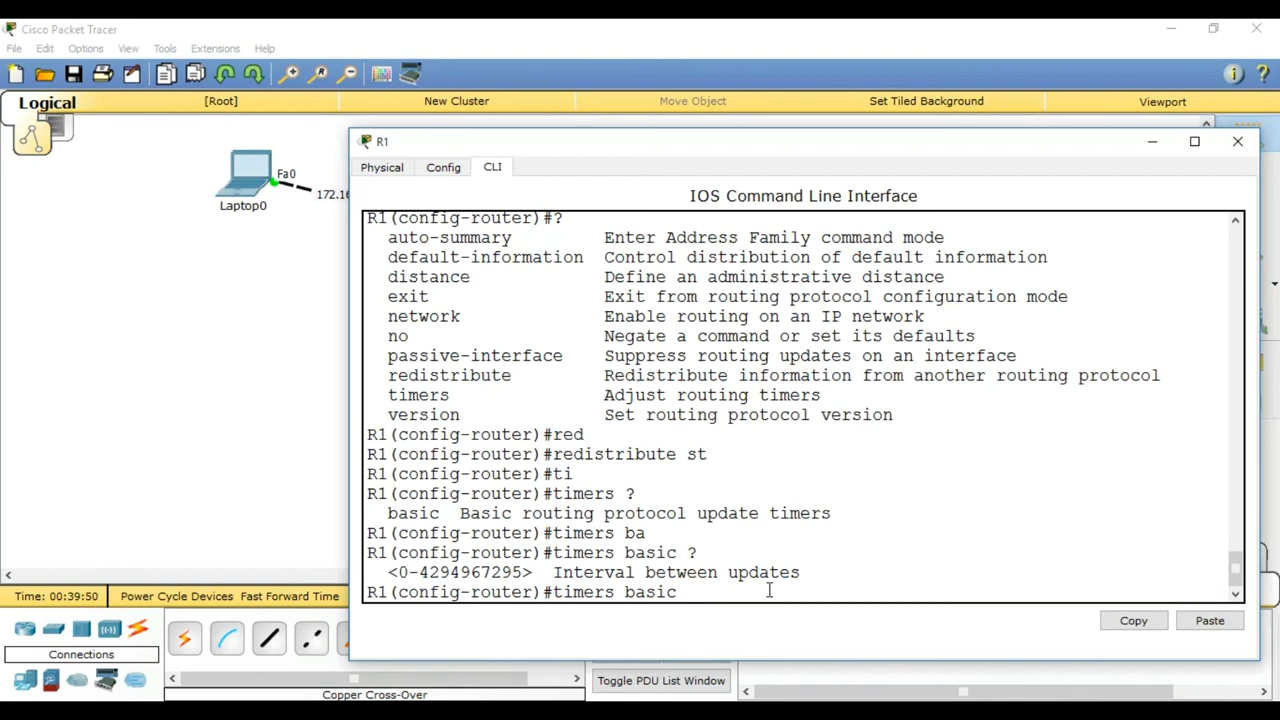 Cisco Packet Tracer
File Edit Options View Tools Extensions Help
Logical [Root] New Cluster Move Object Set Tiled Background Viewport
R1
Physical Config CLI
Fa0
172.16
Laptop0
IOS Command Line Interface
R1(config-router)#?
auto-summary Enter Address Family command mode
default-information Control distribution of default information
distance Define an administrative distance
exit Exit from routing protocol configuration mode
network Enable routing on an IP network
no Negate a command or set its defaults
passive-interface Suppress routing updates on an interface
redistribute Redistribute information from another routing protocol
timers Adjust routing timers
version Set routing protocol version
R1(config-router)#red
R1(config-router)#redistribute st
R1(config-router)#ti
R1(config-router)#timers ?
basic Basic routing protocol update timers
R1(config-router)#timers ba
R1(config-router)#timers basic ?
<0-4294967295> Interval between updates
R1(config-router)#timers basic
Copy Paste
Time: 00:39:50 Power Cycle Devices Fast Forward Time
Connections
Copper Cross-Over
Toggle PDU List Window